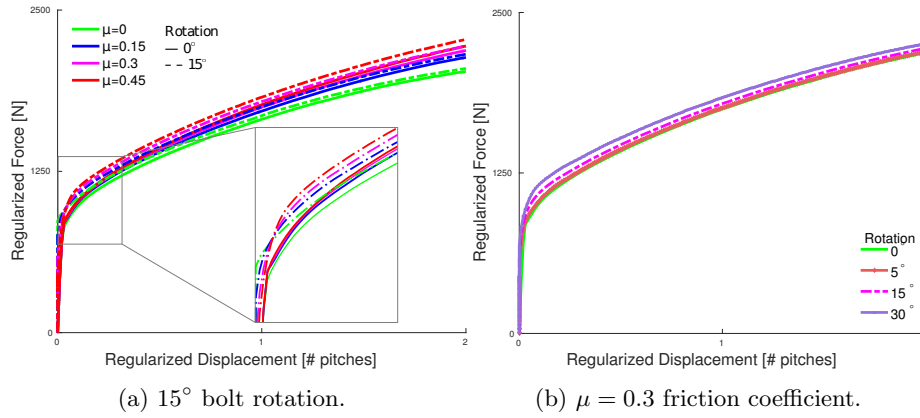 2500
μ=0
μ=0.15
μ=0.3
μ=0.45
Rotation
0°
15°
Regularized Force [N]
1250
0
0
1
2
Regularized Displacement [# pitches]
(a) 15° bolt rotation.
2500
Regularized Force [N]
1250
0
0
1
Rotation
0°
5°
15°
30°
Regularized Displacement [# pitches]
(b) μ = 0.3 friction coefficient.